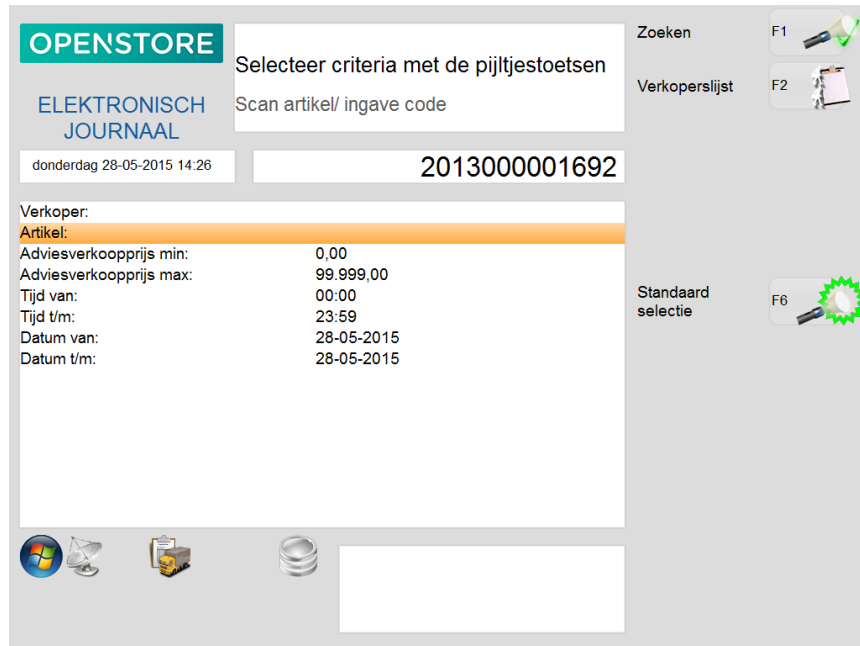 OPENSTORE
ELEKTRONISCH
JOURNAAL
Selecteer criteria met de pijltjestoetsen
Scan artikel/ ingave code
donderdag 28-05-2015 14:26
2013000001692
Verkoper:
Artikel:
Adviesverkoopprijs min: 0,00
Adviesverkoopprijs max: 99.999,00
Tijd van: 00:00
Tijd t/m: 23:59
Datum van: 28-05-2015
Datum t/m: 28-05-2015
Zoeken F1
Verkoperslijst F2
Standaard
selectie F6